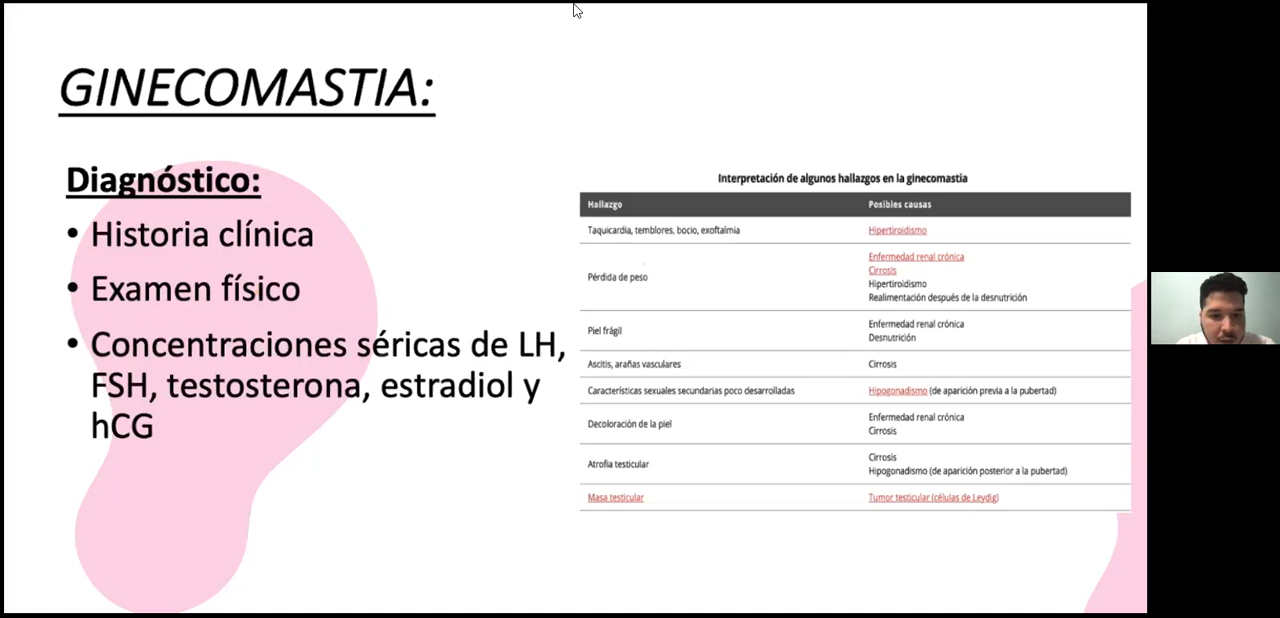 GINECOMASTIA:
Diagnóstico:
• Historia clínica
• Examen físico
• Concentraciones séricas de LH,
FSH, testosterona, estradiol y
hCG
Interpretación de algunos hallazgos en la ginecomastia
Hallazgo Posibles causas
Taquicardia, temblores, bocio, exoftalmia Hipertiroidismo
Pérdida de peso Enfermedad renal crónica
Cirrosis
Hipertiroidismo
Realimentación después de la desnutrición
Piel frágil Enfermedad renal crónica
Desnutrición
Ascitis, arañas vasculares Cirrosis
Características sexuales secundarias poco desarrolladas Hipogonadismo (de aparición previa a la pubertad)
Decoloración de la piel Enfermedad renal crónica
Cirrosis
Atrofia testicular Cirrosis
Hipogonadismo (de aparición posterior a la pubertad)
Masa testicular Tumor testicular (células de Leydig)